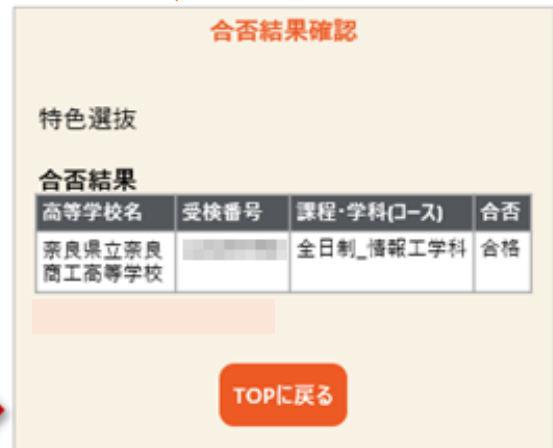 合否結果確認
特色選抜
合否結果
高等学校名 受検番号 課程・学科(コース) 合否
奈良県立奈良 全日制_情報工学科 合格
商工高等学校
TOPに戻る